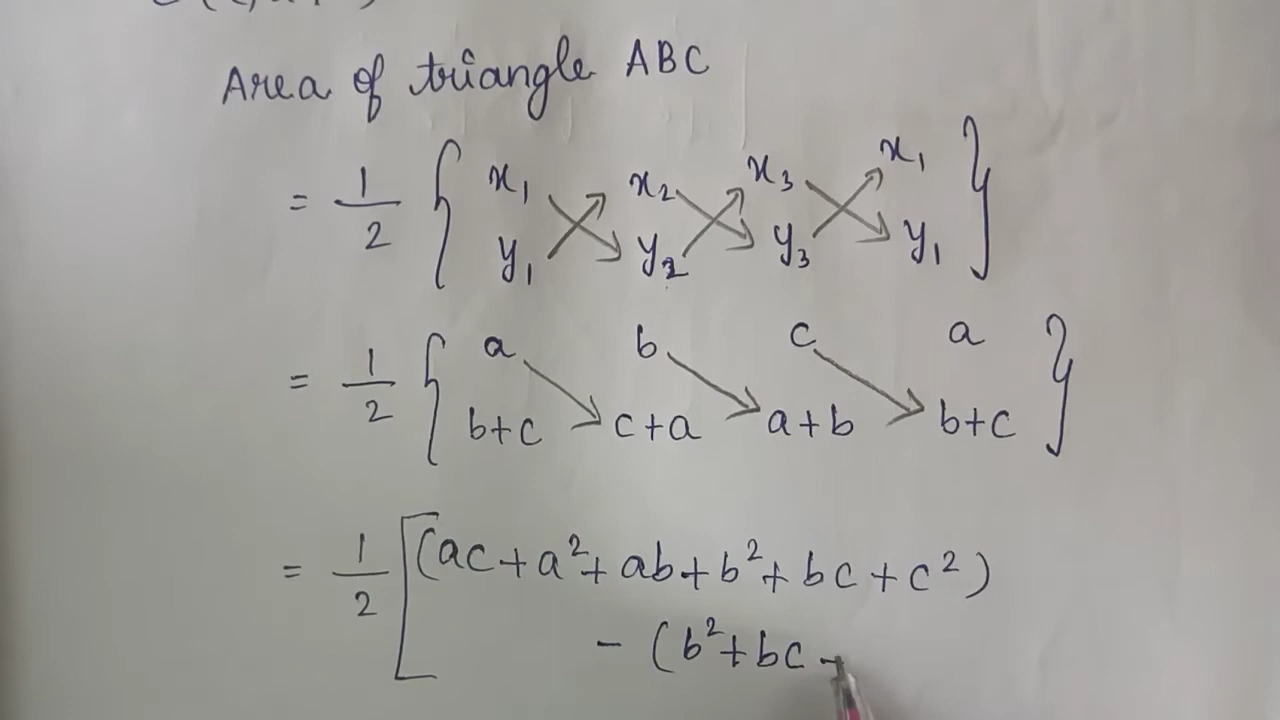 Area of triangle ABC
= 1/2 { x₁ x₂ x₃ x₁
y₁ y₂ y₃ y₁ }
= 1/2 { a b c a
b+c c+a a+b b+c }
= 1/2 [ (ac + a² + ab + b² + bc + c²)
- (b² + bc